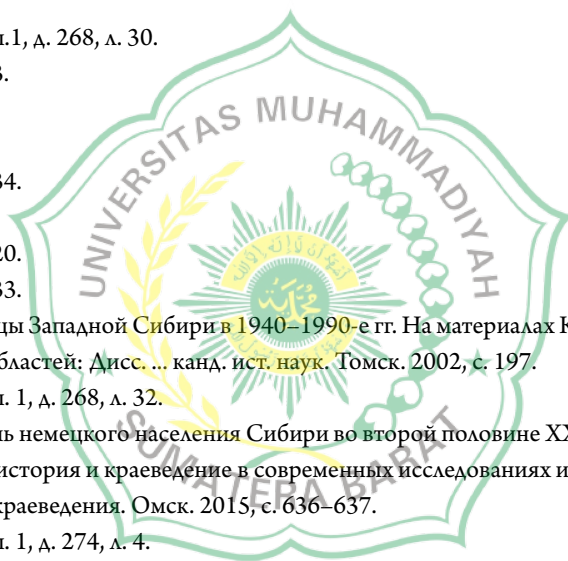 п.1, д. 268, л. 30.
3.
34.
20.
33.
цы Западной Сибири в 1940–1990-е гг. На материалах К
областей: Дисс. ... канд. ист. наук. Томск. 2002, с. 197.
п. 1, д. 268, л. 32.
нь немецкого населения Сибири во второй половине XX
история и краеведение в современных исследованиях и
краеведения. Омск. 2015, с. 636–637.
п. 1, д. 274, л. 4.
UNIVERSITAS MUHAMMADIYAH
SUMATERA BARAT